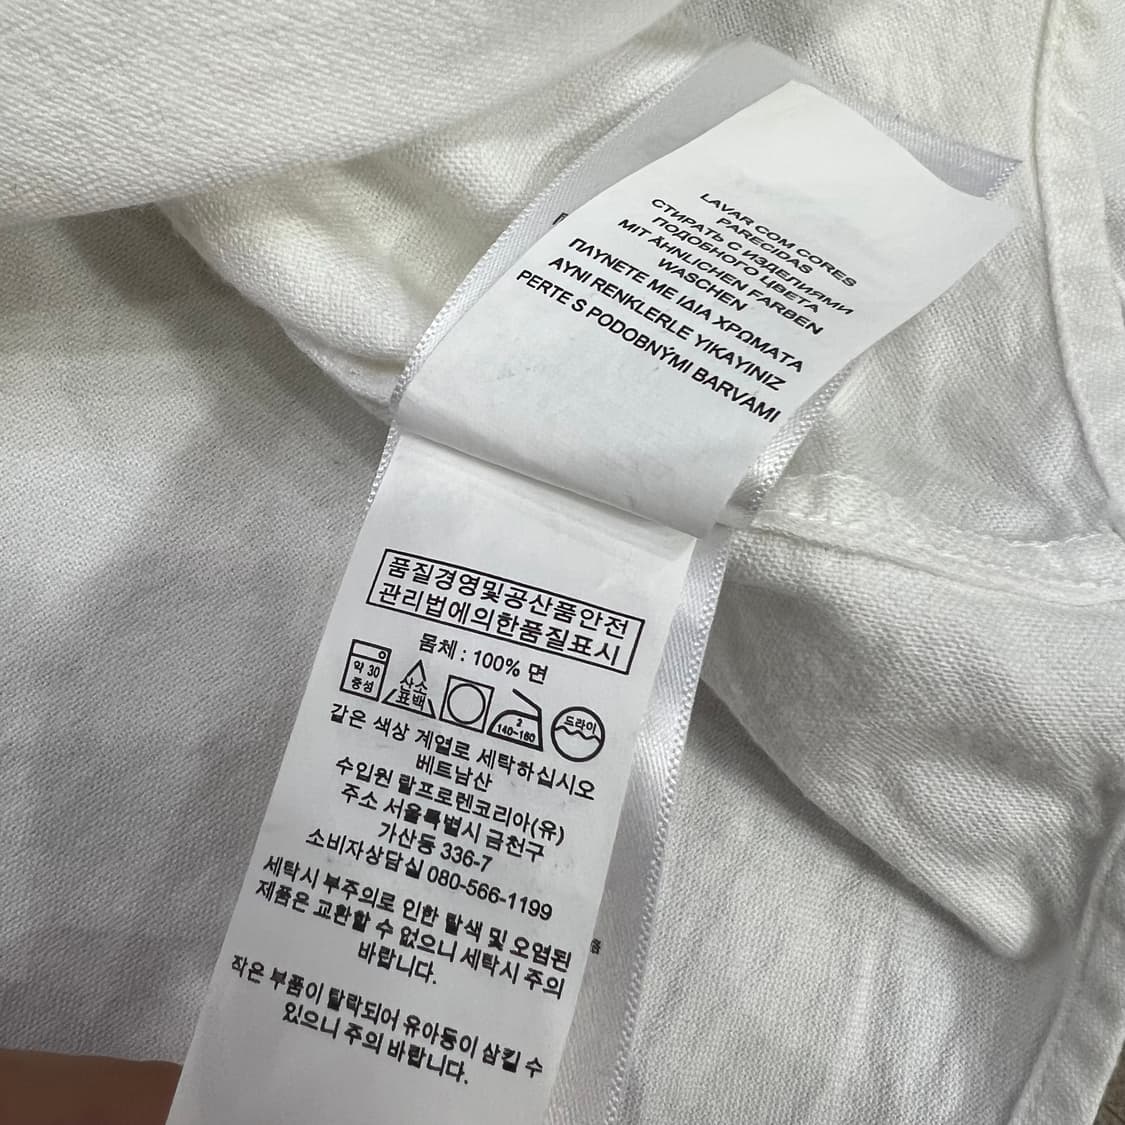 LAVAR COM CORES
PARECIDAS
СТИРАТЬ С ИЗДЕЛИЯМИ
ПОДОБНОГО ЦВЕТА
MIT ÄHNLICHEN FARBEN
WASCHEN
ΠΛΥΝΕΤΕ ΜΕ ΙΔΙΑ ΧΡΩΜΑΤΑ
AYNI RENKLERLE YIKAYINIZ
PERTE S PODOBNÝMI BARVAMI
품질경영및공산품안전
관리법에의한품질표시
몸체 : 100% 면
약 30
중성
산소
표백
2
140~160
드라이
같은 색상 계열로 세탁하십시오
베트남산
수입원 랄프로렌코리아(유)
주소 서울특별시 금천구
가산동 336-7
소비자상담실 080-566-1199
세탁시 부주의로 인한 탈색 및 오염된
제품은 교환할 수 없으니 세탁시 주의
바랍니다.
작은 부품이 탈락되어 유아동이 삼킬 수
있으니 주의 바랍니다.